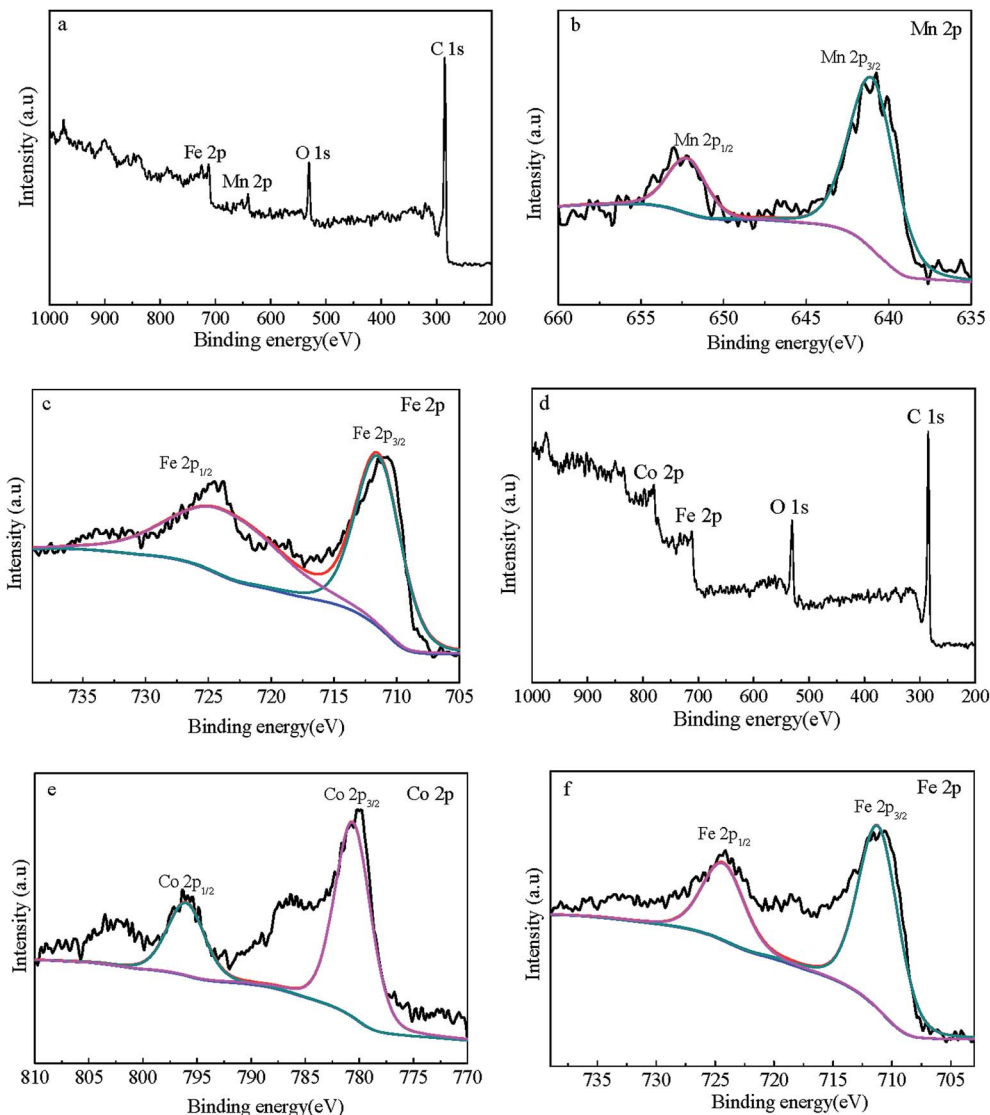 a
C 1s
Fe 2p
Mn 2p
O 1s
Intensity (a.u)
1000 900 800 700 600 500 400 300 200
Binding energy(eV)
b
Mn 2p
Mn 2p3/2
Mn 2p1/2
Intensity (a.u)
660 655 650 645 640 635
Binding energy(eV)
c
Fe 2p
Fe 2p3/2
Fe 2p1/2
Intensity (a.u)
735 730 725 720 715 710 705
Binding energy(eV)
d
C 1s
Co 2p
Fe 2p
O 1s
Intensity (a.u)
1000 900 800 700 600 500 400 300 200
Binding energy(eV)
e
Co 2p3/2
Co 2p
Co 2p1/2
Intensity (a.u)
810 805 800 795 790 785 780 775 770
Binding energy(eV)
f
Fe 2p
Fe 2p3/2
Fe 2p1/2
Intensity (a.u)
735 730 725 720 715 710 705
Binding energy(eV)